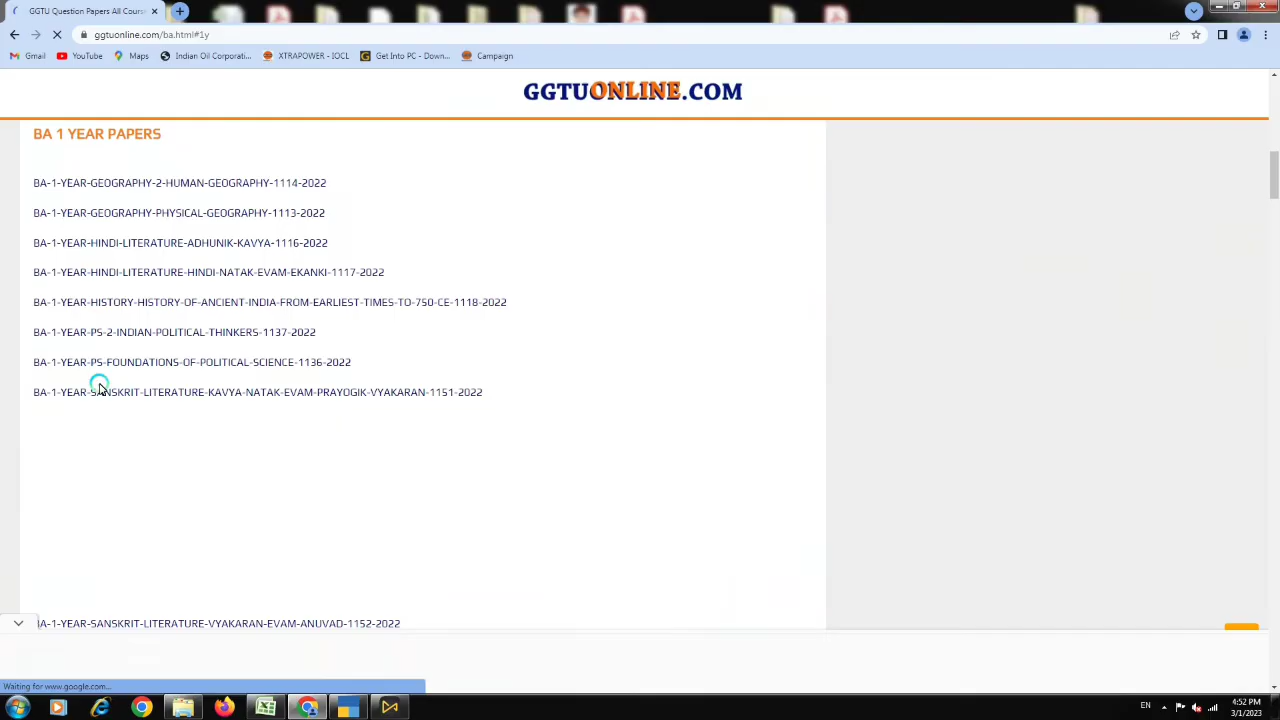 GGTU Question Papers All Cours
ggtuonline.com/ba.html#1y
Gmail YouTube Maps Indian Oil Corporati... XTRAPOWER - IOCL Get Into PC - Down... Campaign
GGTUONLINE.COM
BA 1 YEAR PAPERS
BA-1-YEAR-GEOGRAPHY-2-HUMAN-GEOGRAPHY-1114-2022
BA-1-YEAR-GEOGRAPHY-PHYSICAL-GEOGRAPHY-1113-2022
BA-1-YEAR-HINDI-LITERATURE-ADHUNIK-KAVYA-1116-2022
BA-1-YEAR-HINDI-LITERATURE-HINDI-NATAK-EVAM-EKANKI-1117-2022
BA-1-YEAR-HISTORY-HISTORY-OF-ANCIENT-INDIA-FROM-EARLIEST-TIMES-TO-750-CE-1118-2022
BA-1-YEAR-PS-2-INDIAN-POLITICAL-THINKERS-1137-2022
BA-1-YEAR-PS-FOUNDATIONS-OF-POLITICAL-SCIENCE-1136-2022
BA-1-YEAR-SANSKRIT-LITERATURE-KAVYA-NATAK-EVAM-PRAYOGIK-VYAKARAN-1151-2022
BA-1-YEAR-SANSKRIT-LITERATURE-VYAKARAN-EVAM-ANUVAD-1152-2022
Waiting for www.google.com...
EN
4:52 PM
3/1/2023